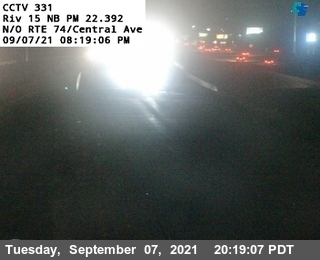 CCTV 331
Riv 15 NB PM 22.392
N/O RTE 74/Central Ave
09/07/21 08:19:06 PM
Tuesday, September 07, 2021 20:19:07 PDT